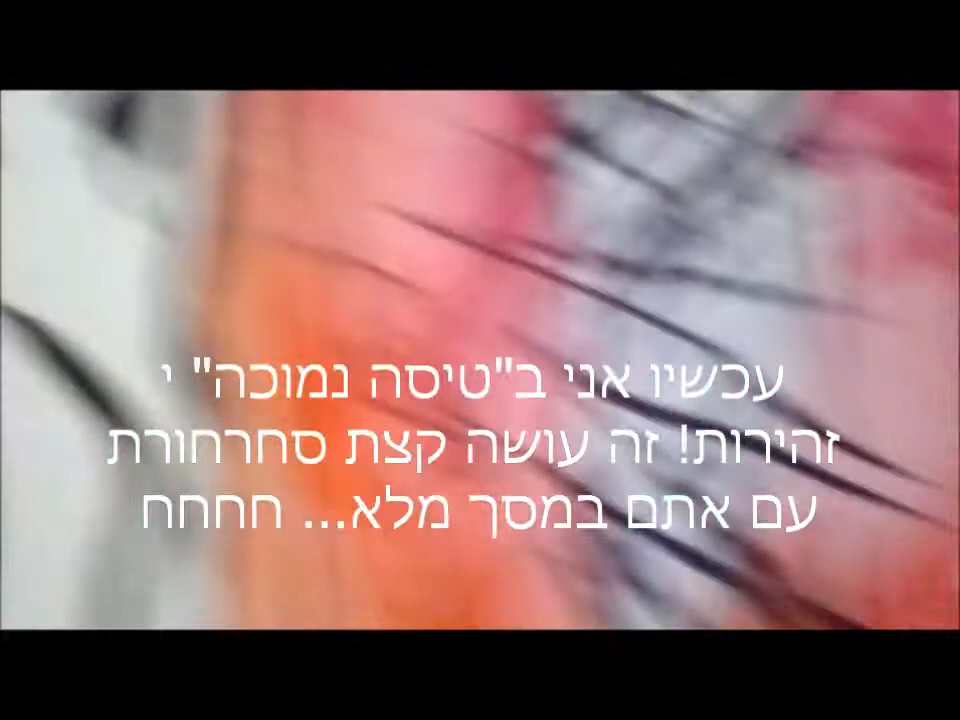 עכשיו אני ב"טיסה נמוכה" י
זהירות! זה עושה קצת סחרחורת
עם אתם במסך מלא... חחחח